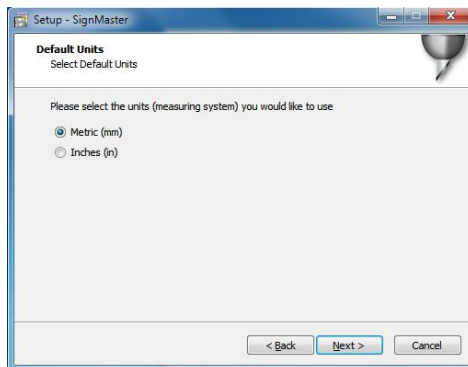 Setup - SignMaster
Default Units
Select Default Units
Please select the units (measuring system) you would like to use
Metric (mm)
Inches (in)
< Back
Next >
Cancel